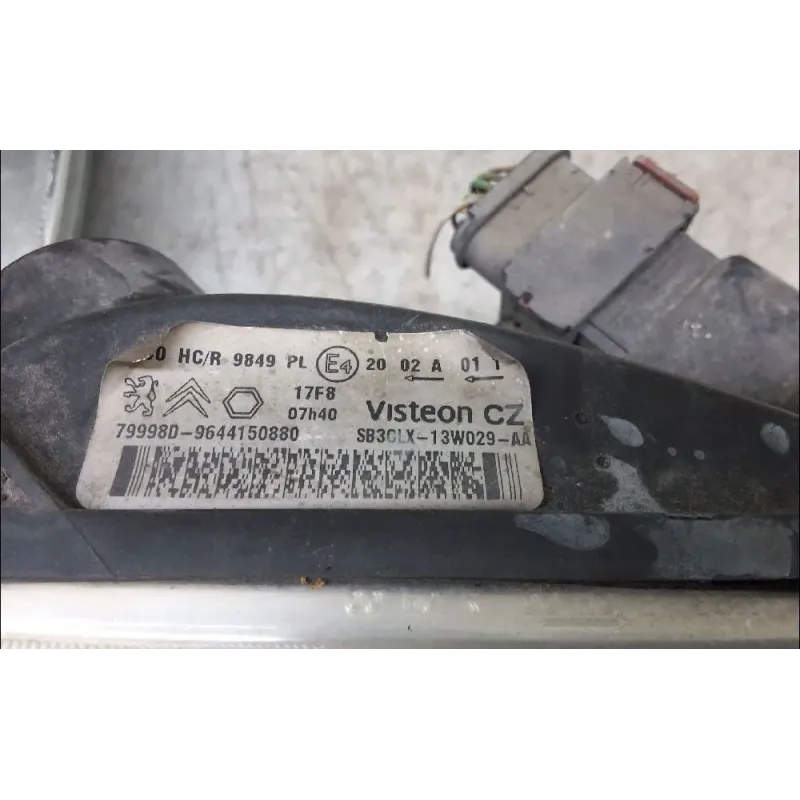 HC/R 9849 PL E4 20 02 A 01
17F8
07h40 Visteon CZ
79998D-9644150880 SB3CLX-13W029-AA